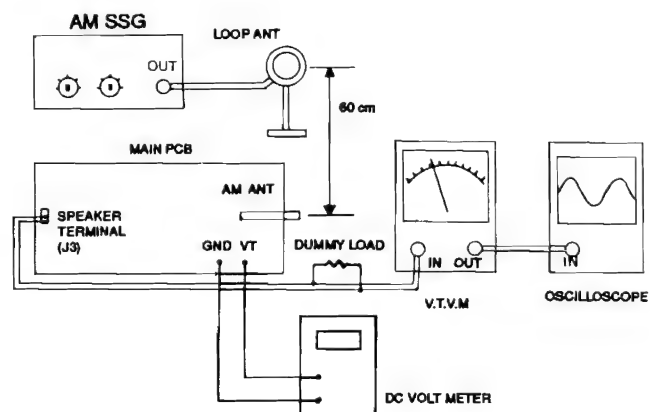 AM SSG
OUT
LOOP ANT
60 cm
MAIN PCB
AM ANT
SPEAKER
TERMINAL
(J3)
GND VT
DUMMY LOAD
IN OUT
V.T.V.M
IN
OSCILLOSCOPE
DC VOLT METER